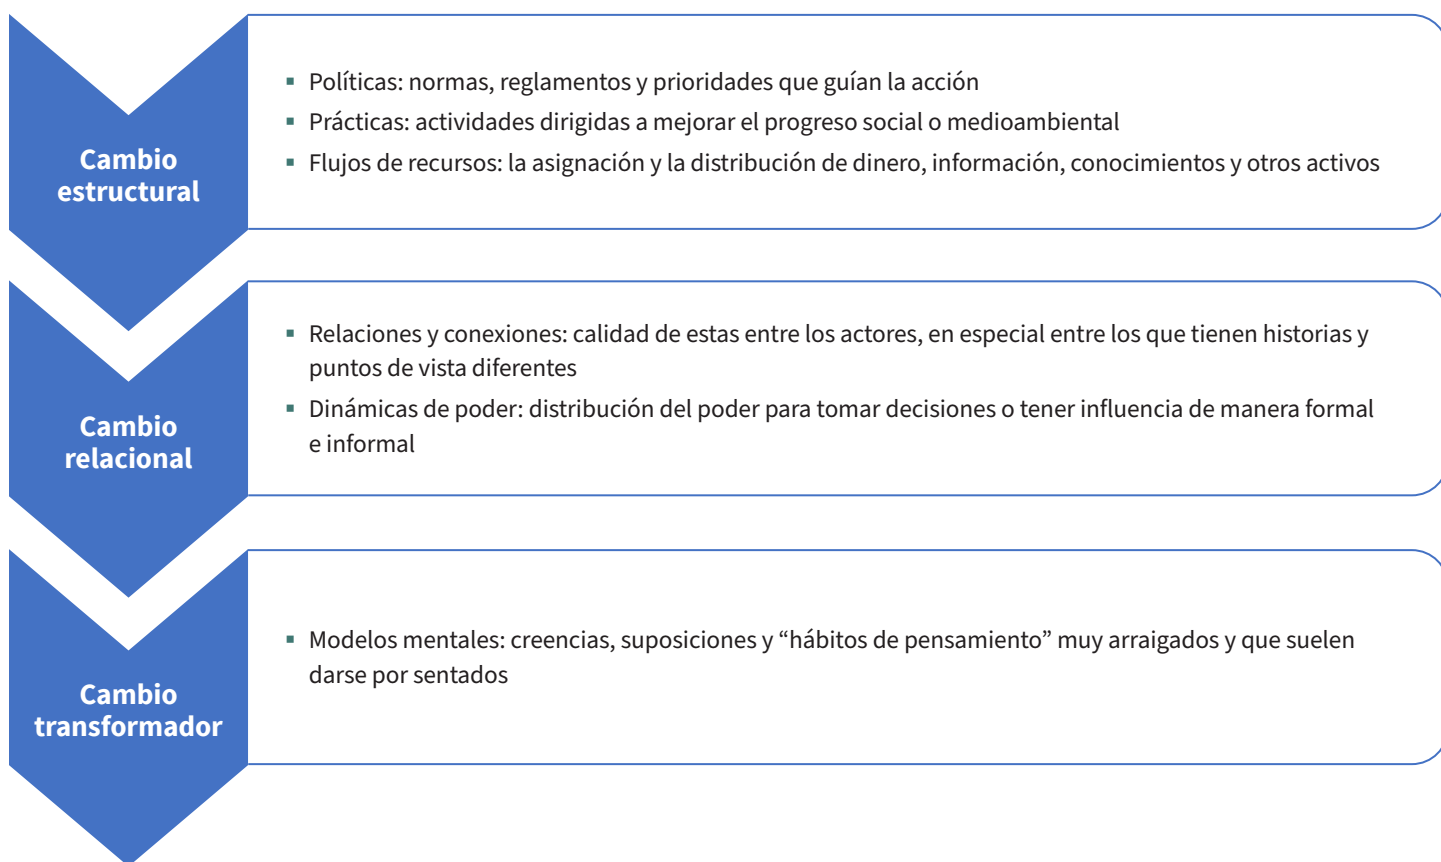 Cambio
estructural
▪ Políticas: normas, reglamentos y prioridades que guían la acción
▪ Prácticas: actividades dirigidas a mejorar el progreso social o medioambiental
▪ Flujos de recursos: la asignación y la distribución de dinero, información, conocimientos y otros activos
Cambio
relacional
▪ Relaciones y conexiones: calidad de estas entre los actores, en especial entre los que tienen historias y
puntos de vista diferentes
▪ Dinámicas de poder: distribución del poder para tomar decisiones o tener influencia de manera formal
e informal
Cambio
transformador
▪ Modelos mentales: creencias, suposiciones y “hábitos de pensamiento” muy arraigados y que suelen
darse por sentados